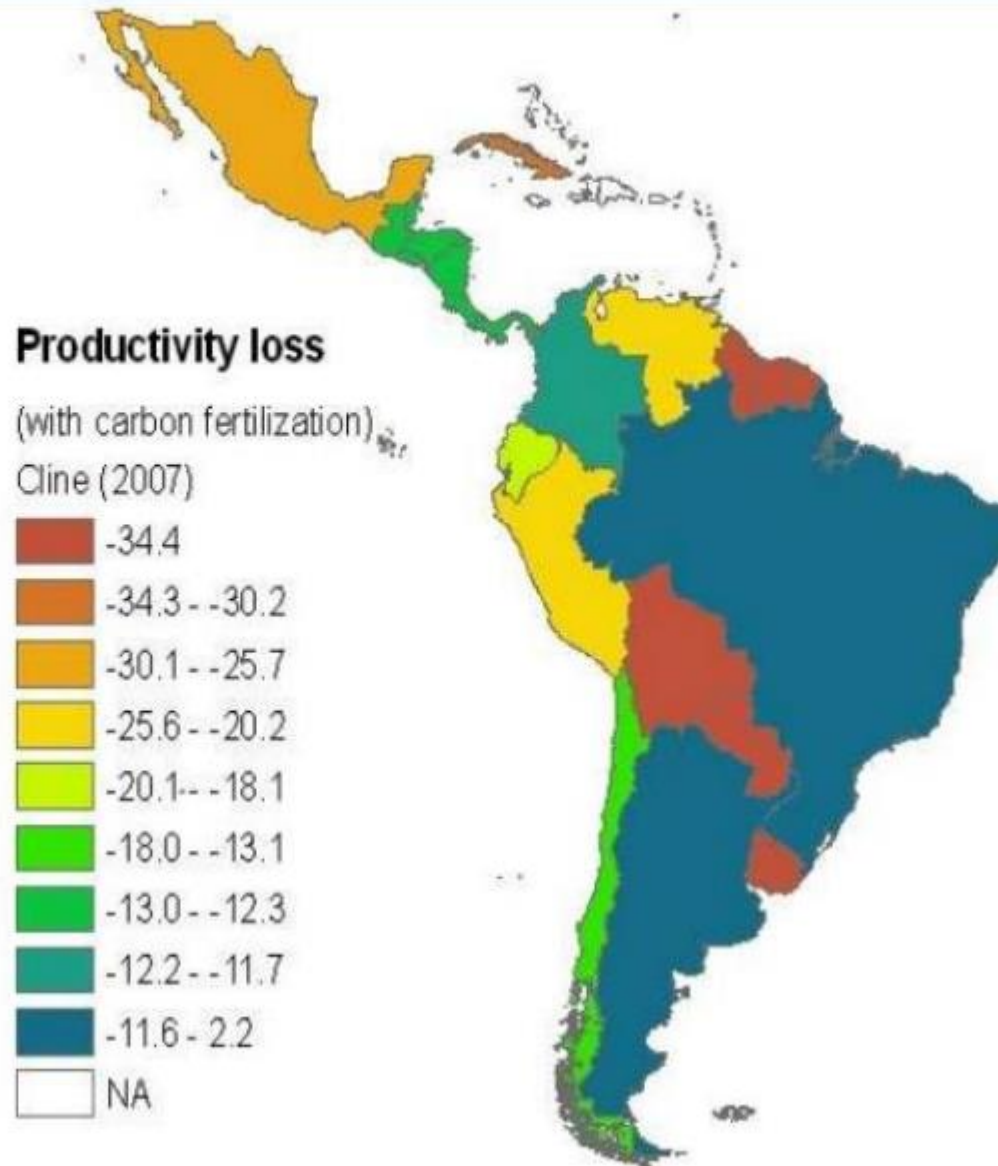 Productivity loss
(with carbon fertilization)
Cline (2007)
-34.4
-34.3 - -30.2
-30.1 - -25.7
-25.6 - -20.2
-20.1 - -18.1
-18.0 - -13.1
-13.0 - -12.3
-12.2 - -11.7
-11.6 - 2.2
NA